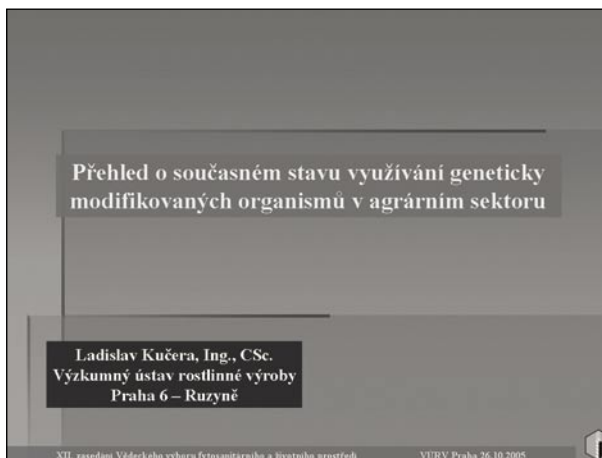 Přehled o současném stavu využívání geneticky
modifikovaných organismů v agrárním sektoru
Ladislav Kučera, Ing., CSc.
Výzkumný ústav rostlinné výroby
Praha 6 – Ruzyně
XII. zasedání Vědeckého výboru fytosanitárního a životního prostředí VÚRV Praha 26.10.2005